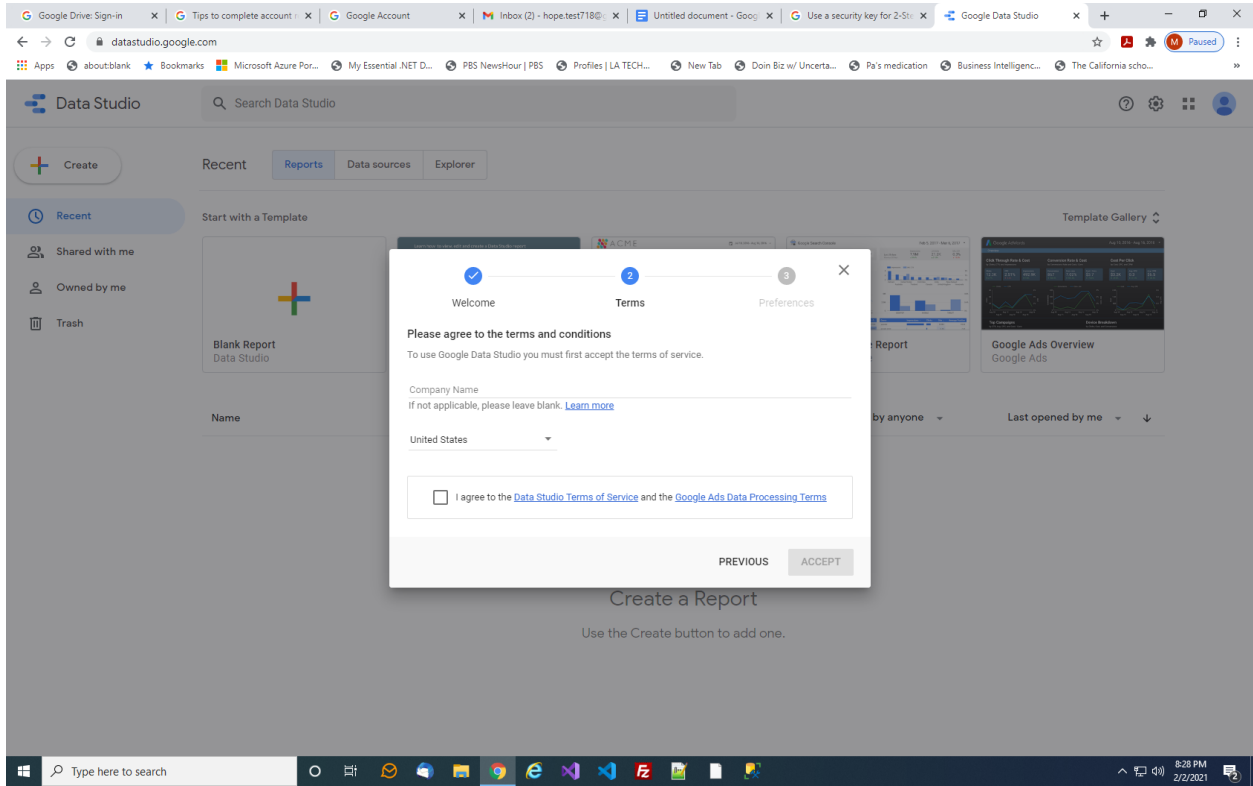 Google Drive: Sign-in
Tips to complete account
Google Account
Inbox (2) - hope.test718@
Untitled document - Goog
Use a security key for 2-Ste
Google Data Studio
datastudio.google.com
M Paused
Apps about:blank Bookmarks Microsoft Azure Por... My Essential .NET D... PBS NewsHour | PBS Profiles | LA TECH... New Tab Doin Biz w/ Uncerta... Pa's medication Business Intelligenc... The California scho... »
Data Studio
Search Data Studio
Create
Recent Reports Data sources Explorer
Recent
Start with a Template
Template Gallery
Shared with me
Owned by me
Trash
ACME
Welcome
2
Terms
3
Preferences
Please agree to the terms and conditions
To use Google Data Studio you must first accept the terms of service.
Company Name
If not applicable, please leave blank. Learn more
United States
I agree to the Data Studio Terms of Service and the Google Ads Data Processing Terms
PREVIOUS
ACCEPT
Blank Report
Data Studio
Report
Google Ads Overview
Google Ads
Name
by anyone
Last opened by me
Create a Report
Use the Create button to add one.
Type here to search
8:28 PM
2/2/2021
2